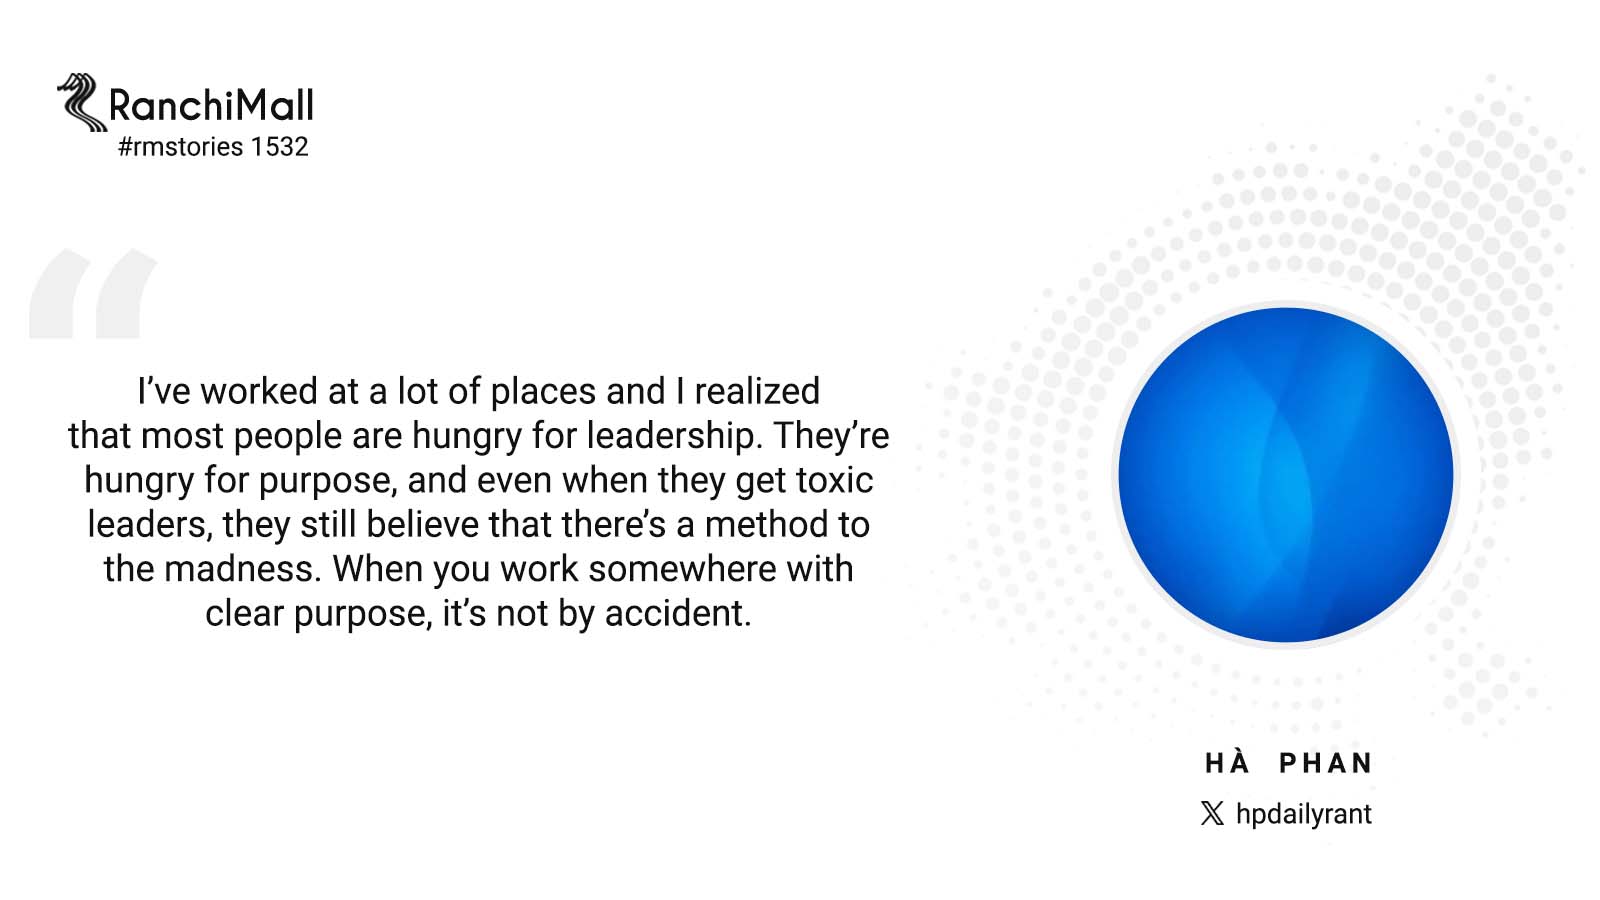 RanchiMall
#rmstories 1532
“
I’ve worked at a lot of places and I realized
that most people are hungry for leadership. They’re
hungry for purpose, and even when they get toxic
leaders, they still believe that there’s a method to
the madness. When you work somewhere with
clear purpose, it’s not by accident.
HÀ PHAN
X hpdailyrant